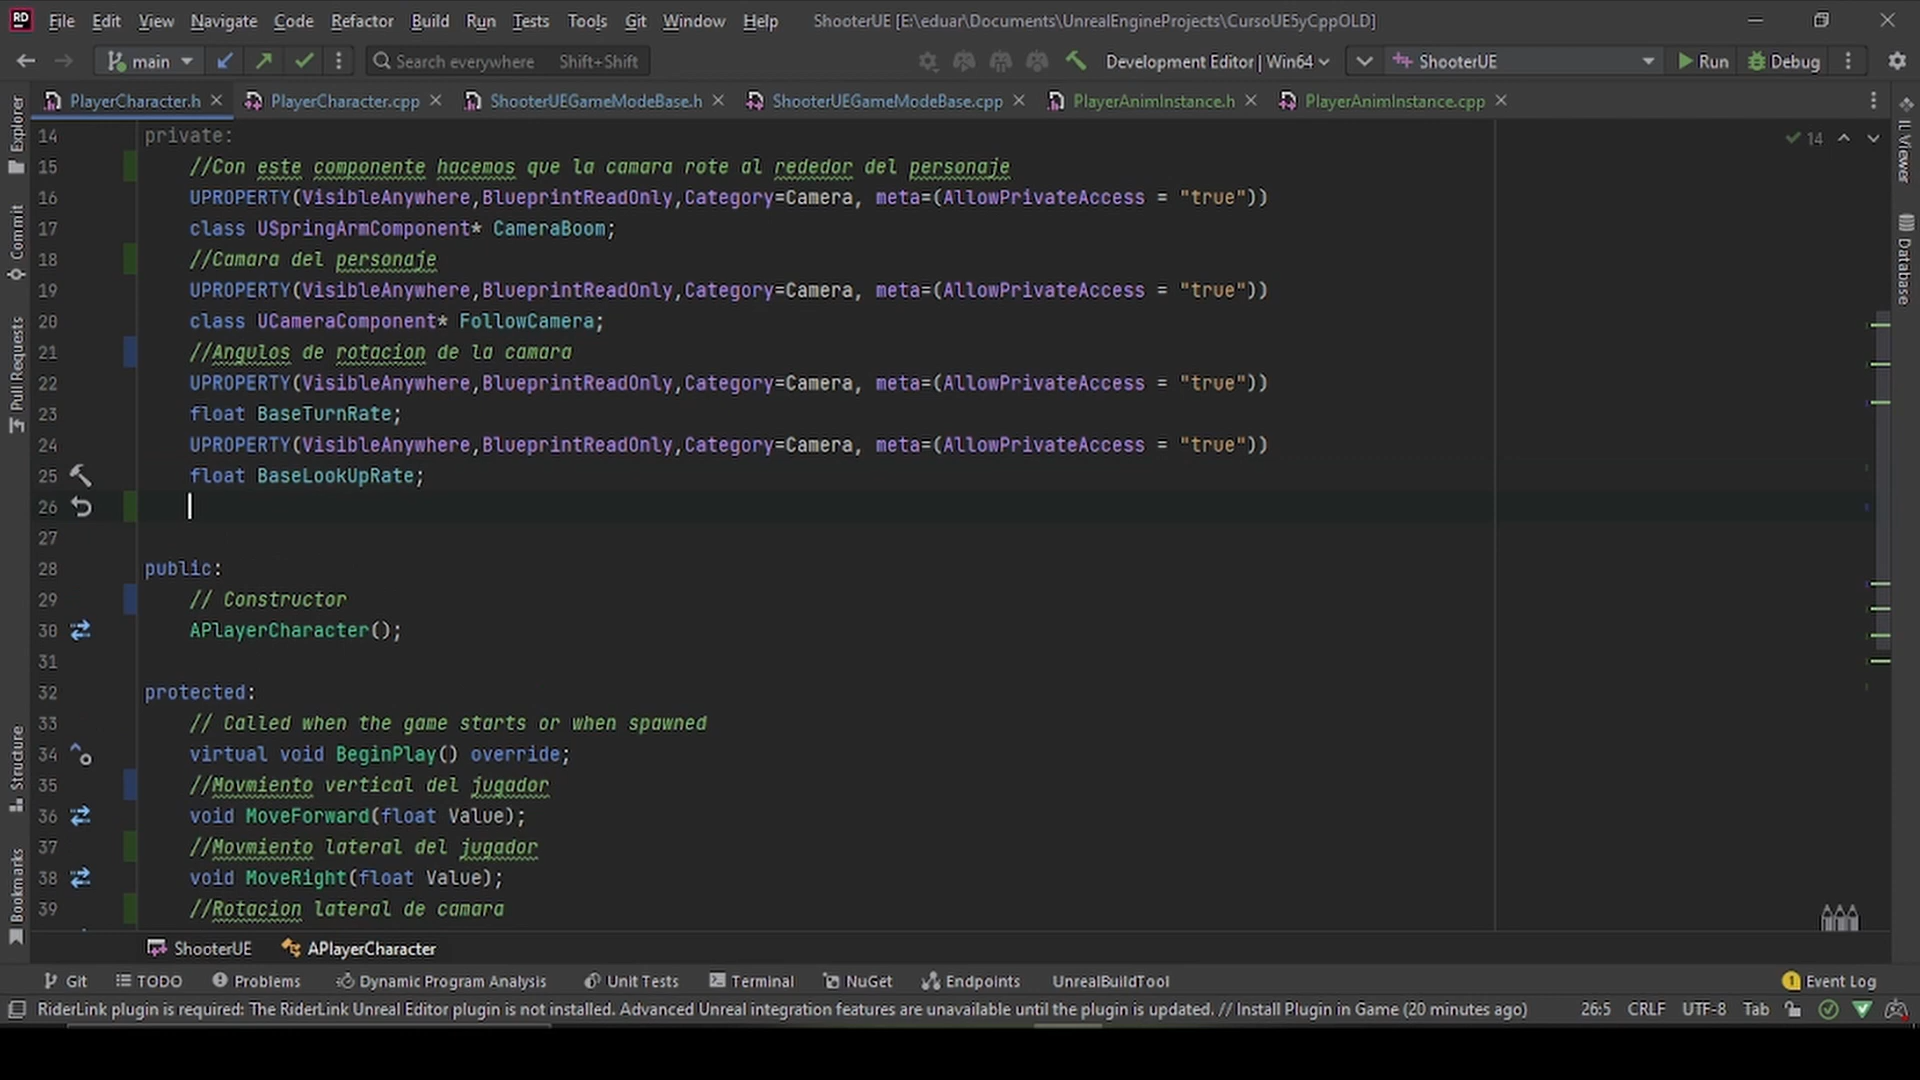 RD File Edit View Navigate Code Refactor Build Run Tests Tools Git Window Help ShooterUE [E:\eduar\Documents\UnrealEngineProjects\CursoUE5yCppOLD]
main Search everywhere Shift+Shift Development Editor | Win64 ShooterUE Run Debug
PlayerCharacter.h PlayerCharacter.cpp ShooterUEGameModeBase.h ShooterUEGameModeBase.cpp PlayerAnimInstance.h PlayerAnimInstance.cpp
Explorer
Commit
Pull Requests
Structure
Bookmarks
14 private:
15 //Con este componente hacemos que la camara rote al rededor del personaje
16 UPROPERTY(VisibleAnywhere,BlueprintReadOnly,Category=Camera, meta=(AllowPrivateAccess = "true"))
17 class USpringArmComponent* CameraBoom;
18 //Camara del personaje
19 UPROPERTY(VisibleAnywhere,BlueprintReadOnly,Category=Camera, meta=(AllowPrivateAccess = "true"))
20 class UCameraComponent* FollowCamera;
21 //Angulos de rotacion de la camara
22 UPROPERTY(VisibleAnywhere,BlueprintReadOnly,Category=Camera, meta=(AllowPrivateAccess = "true"))
23 float BaseTurnRate;
24 UPROPERTY(VisibleAnywhere,BlueprintReadOnly,Category=Camera, meta=(AllowPrivateAccess = "true"))
25 float BaseLookUpRate;
26
27
28 public:
29 // Constructor
30 APlayerCharacter();
31
32 protected:
33 // Called when the game starts or when spawned
34 virtual void BeginPlay() override;
35 //Movmiento vertical del jugador
36 void MoveForward(float Value);
37 //Movmiento lateral del jugador
38 void MoveRight(float Value);
39 //Rotacion lateral de camara
14
IL Viewer
Database
ShooterUE APlayerCharacter
Git TODO Problems Dynamic Program Analysis Unit Tests Terminal NuGet Endpoints UnrealBuildTool 1 Event Log
RiderLink plugin is required: The RiderLink Unreal Editor plugin is not installed. Advanced Unreal integration features are unavailable until the plugin is updated. // Install Plugin in Game (20 minutes ago) 26:5 CRLF UTF-8 Tab